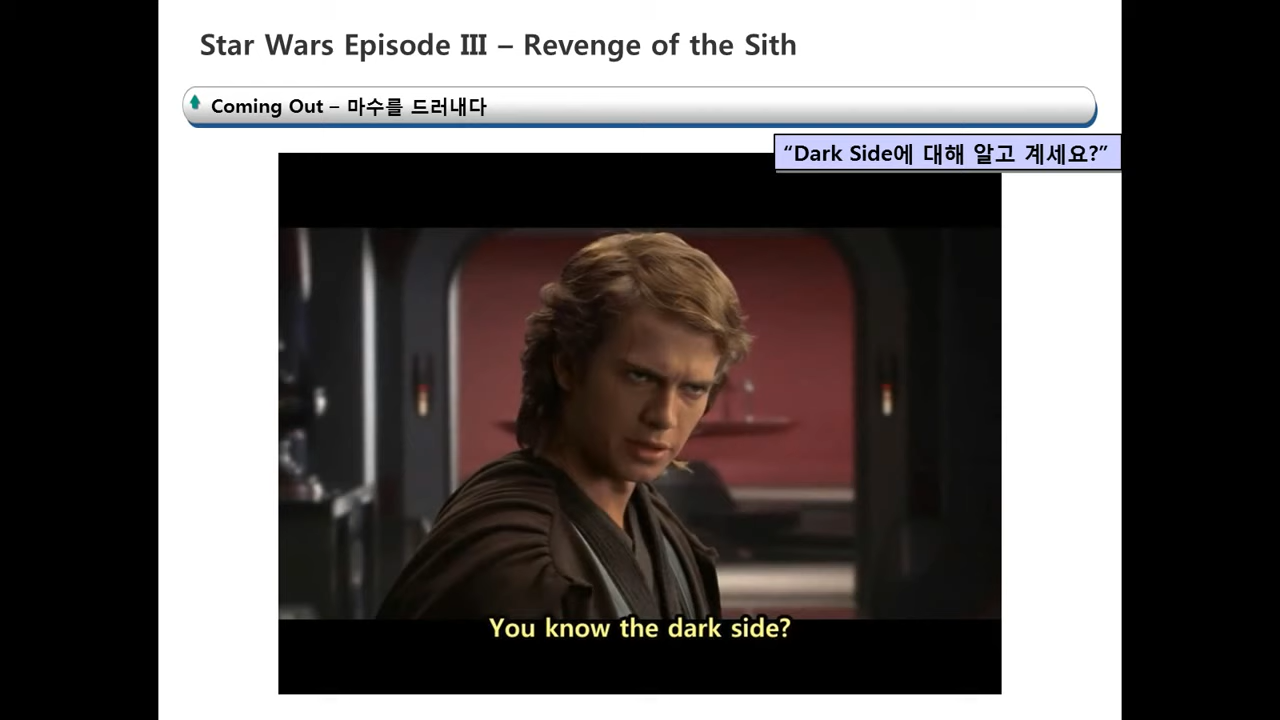 Star Wars Episode III – Revenge of the Sith
Coming Out – 마수를 드러내다
“Dark Side에 대해 알고 계세요?”
You know the dark side?